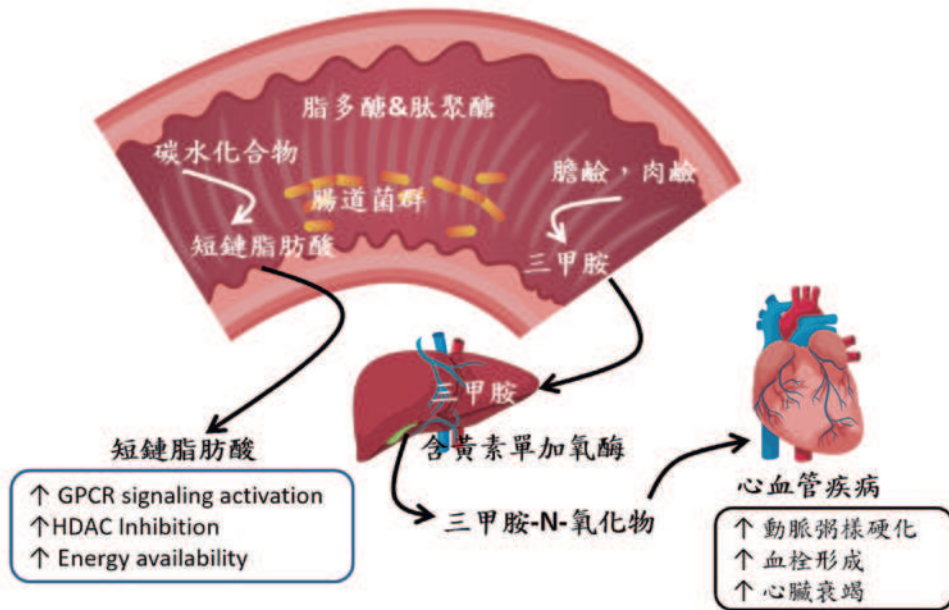 脂多醣&肽聚醣
碳水化合物
腸道菌群
膽鹼，肉鹼
短鏈脂肪酸
三甲胺
三甲胺
含黃素單加氧酶
短鏈脂肪酸
↑ GPCR signaling activation
↑HDAC Inhibition
↑ Energy availability
三甲胺-N-氧化物
心血管疾病
↑ 動脈粥樣硬化
↑ 血栓形成
↑ 心臟衰竭